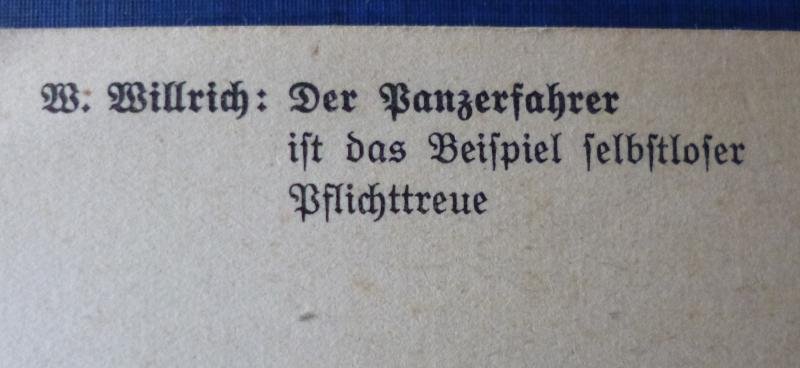 W. Willrich: Der Panzerfahrer
iſt das Beiſpiel ſelbſtloſer
Pflichttreue